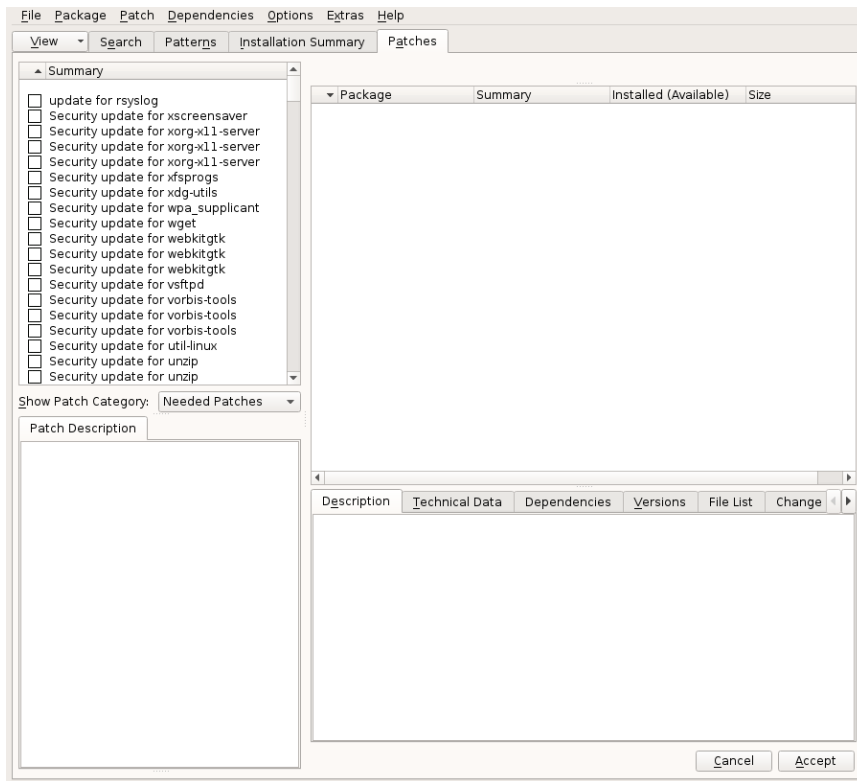 File Package Patch Dependencies Options Extras Help
View Search Patterns Installation Summary Patches
Summary
update for rsyslog
Security update for xscreensaver
Security update for xorg-x11-server
Security update for xorg-x11-server
Security update for xorg-x11-server
Security update for xfsprogs
Security update for xdg-utils
Security update for wpa_supplicant
Security update for wget
Security update for webkitgtk
Security update for webkitgtk
Security update for webkitgtk
Security update for vsftpd
Security update for vorbis-tools
Security update for vorbis-tools
Security update for vorbis-tools
Security update for util-linux
Security update for unzip
Security update for unzip
Show Patch Category: Needed Patches
Patch Description
Package Summary Installed (Available) Size
Description Technical Data Dependencies Versions File List Change
Cancel Accept